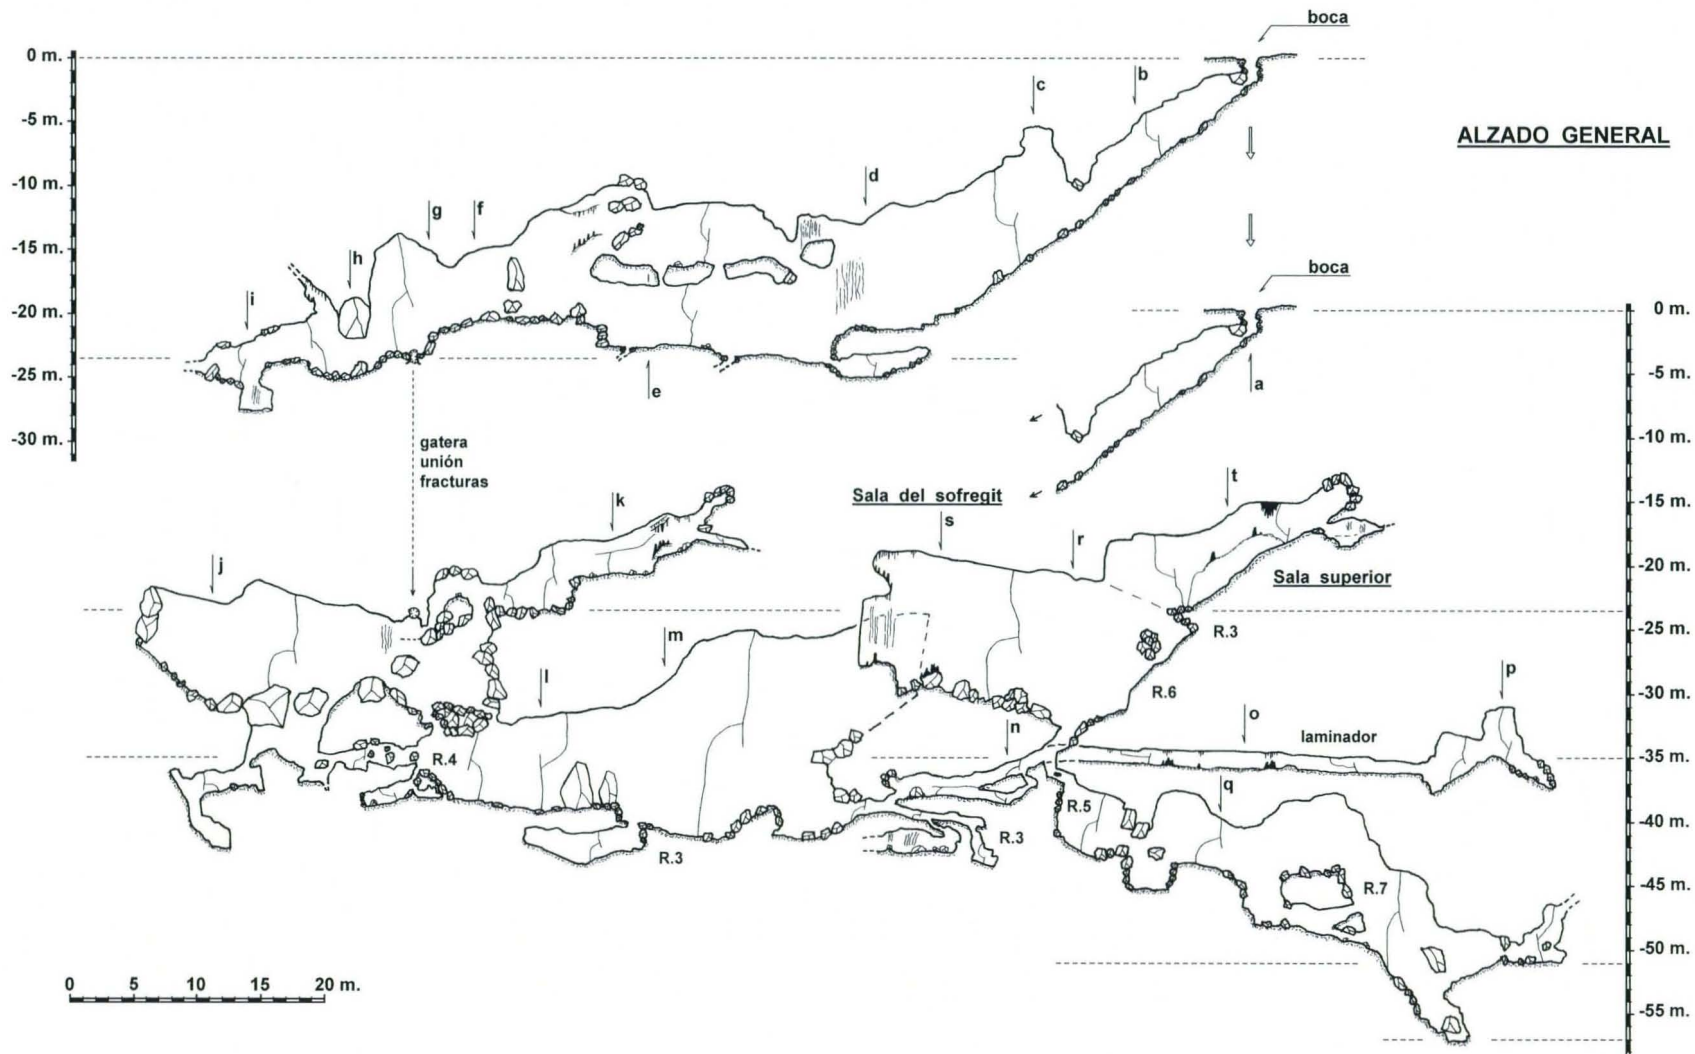 boca
0 m.
-5 m.
-10 m.
-15 m.
-20 m.
-25 m.
-30 m.
c
b
ALZADO GENERAL
d
g
f
h
i
e
boca
a
0 m.
-5 m.
-10 m.
-15 m.
-20 m.
-25 m.
-30 m.
-35 m.
-40 m.
-45 m.
-50 m.
-55 m.
gatera
unión
fracturas
k
Sala del sofregit
s
t
r
j
Sala superior
R.3
m
l
R.6
p
n
o
laminador
R.4
R.5
q
R.3
R.3
R.7
0 5 10 15 20 m.